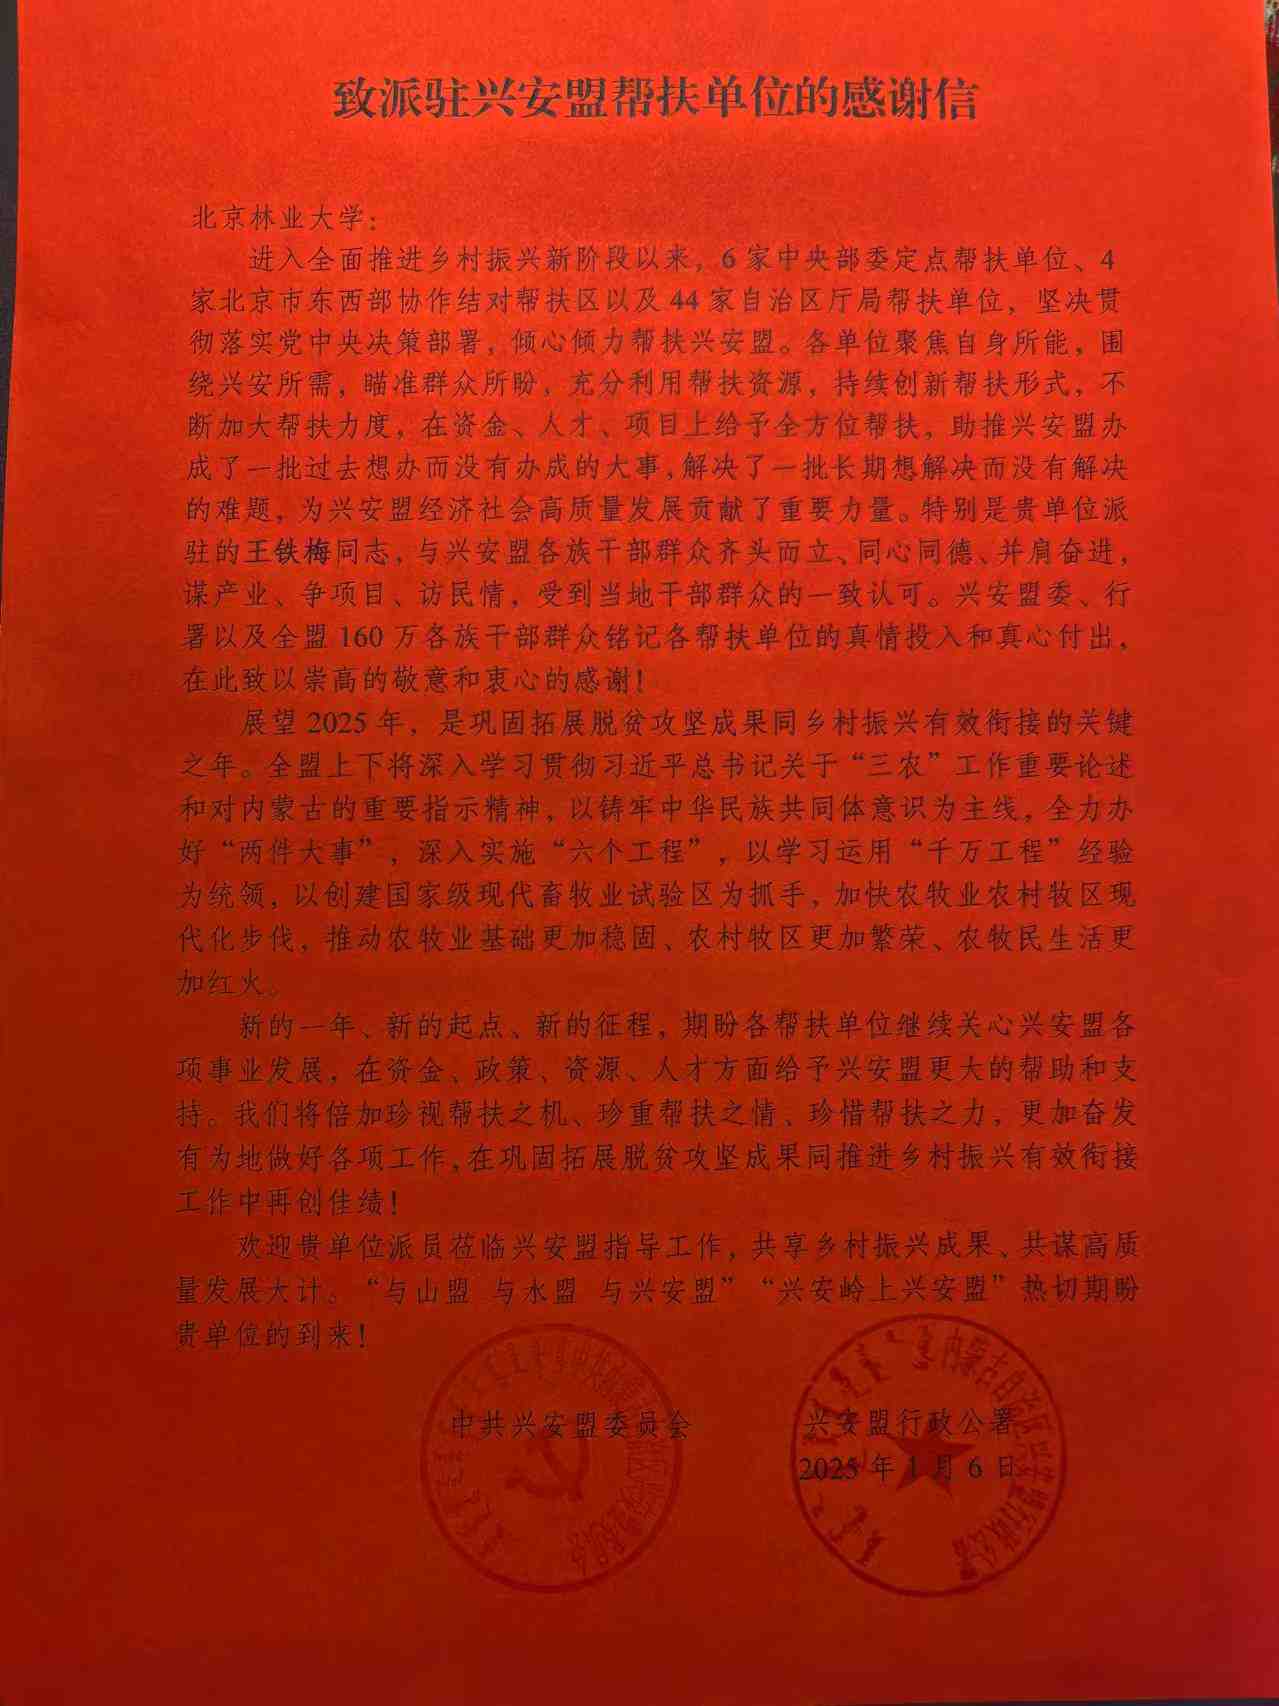 致派驻兴安盟帮扶单位的感谢信
北京林业大学：
进入全面推进乡村振兴新阶段以来，6 家中央部委定点帮扶单位、4
家北京市东西部协作结对帮扶区以及 44 家自治区厅局帮扶单位，坚决贯
彻落实党中央决策部署，倾心倾力帮扶兴安盟。各单位聚焦自身所能，围
绕兴安所需，瞄准群众所盼，充分利用帮扶资源，持续创新帮扶形式，不
断加大帮扶力度，在资金、人才、项目上给予全方位帮扶，助推兴安盟办
成了一批过去想办而没有办成的大事，解决了一批长期想解决而没有解决
的难题，为兴安盟经济社会高质量发展贡献了重要力量。特别是贵单位派
驻的王铁梅同志，与兴安盟各族干部群众齐头而立、同心同德、并肩奋进，
谋产业、争项目、访民情，受到当地干部群众的一致认可。兴安盟委、行
署以及全盟 160 万各族干部群众铭记各帮扶单位的真情投入和真心付出，
在此致以崇高的敬意和衷心的感谢！
展望 2025 年，是巩固拓展脱贫攻坚成果同乡村振兴有效衔接的关键
之年。全盟上下将深入学习贯彻习近平总书记关于“三农”工作重要论述
和对内蒙古的重要指示精神，以铸牢中华民族共同体意识为主线，全力办
好“两件大事”，深入实施“六个工程”，以学习运用“千万工程”经验
为统领，以创建国家级现代畜牧业试验区为抓手，加快农牧业农村牧区现
代化步伐，推动农牧业基础更加稳固、农村牧区更加繁荣、农牧民生活更
加红火。
新的一年、新的起点、新的征程，期盼各帮扶单位继续关心兴安盟各
项事业发展，在资金、政策、资源、人才方面给予兴安盟更大的帮助和支
持。我们将倍加珍视帮扶之机、珍重帮扶之情、珍惜帮扶之力，更加奋发
有为地做好各项工作，在巩固拓展脱贫攻坚成果同推进乡村振兴有效衔接
工作中再创佳绩！
欢迎贵单位派员莅临兴安盟指导工作，共享乡村振兴成果、共谋高质
量发展大计。“与山盟 与水盟 与兴安盟”“兴安岭上兴安盟”热切期盼
贵单位的到来！
中共兴安盟委员会 兴安盟行政公署
2025 年 1 月 6 日
内蒙古自治区兴安盟行政公署